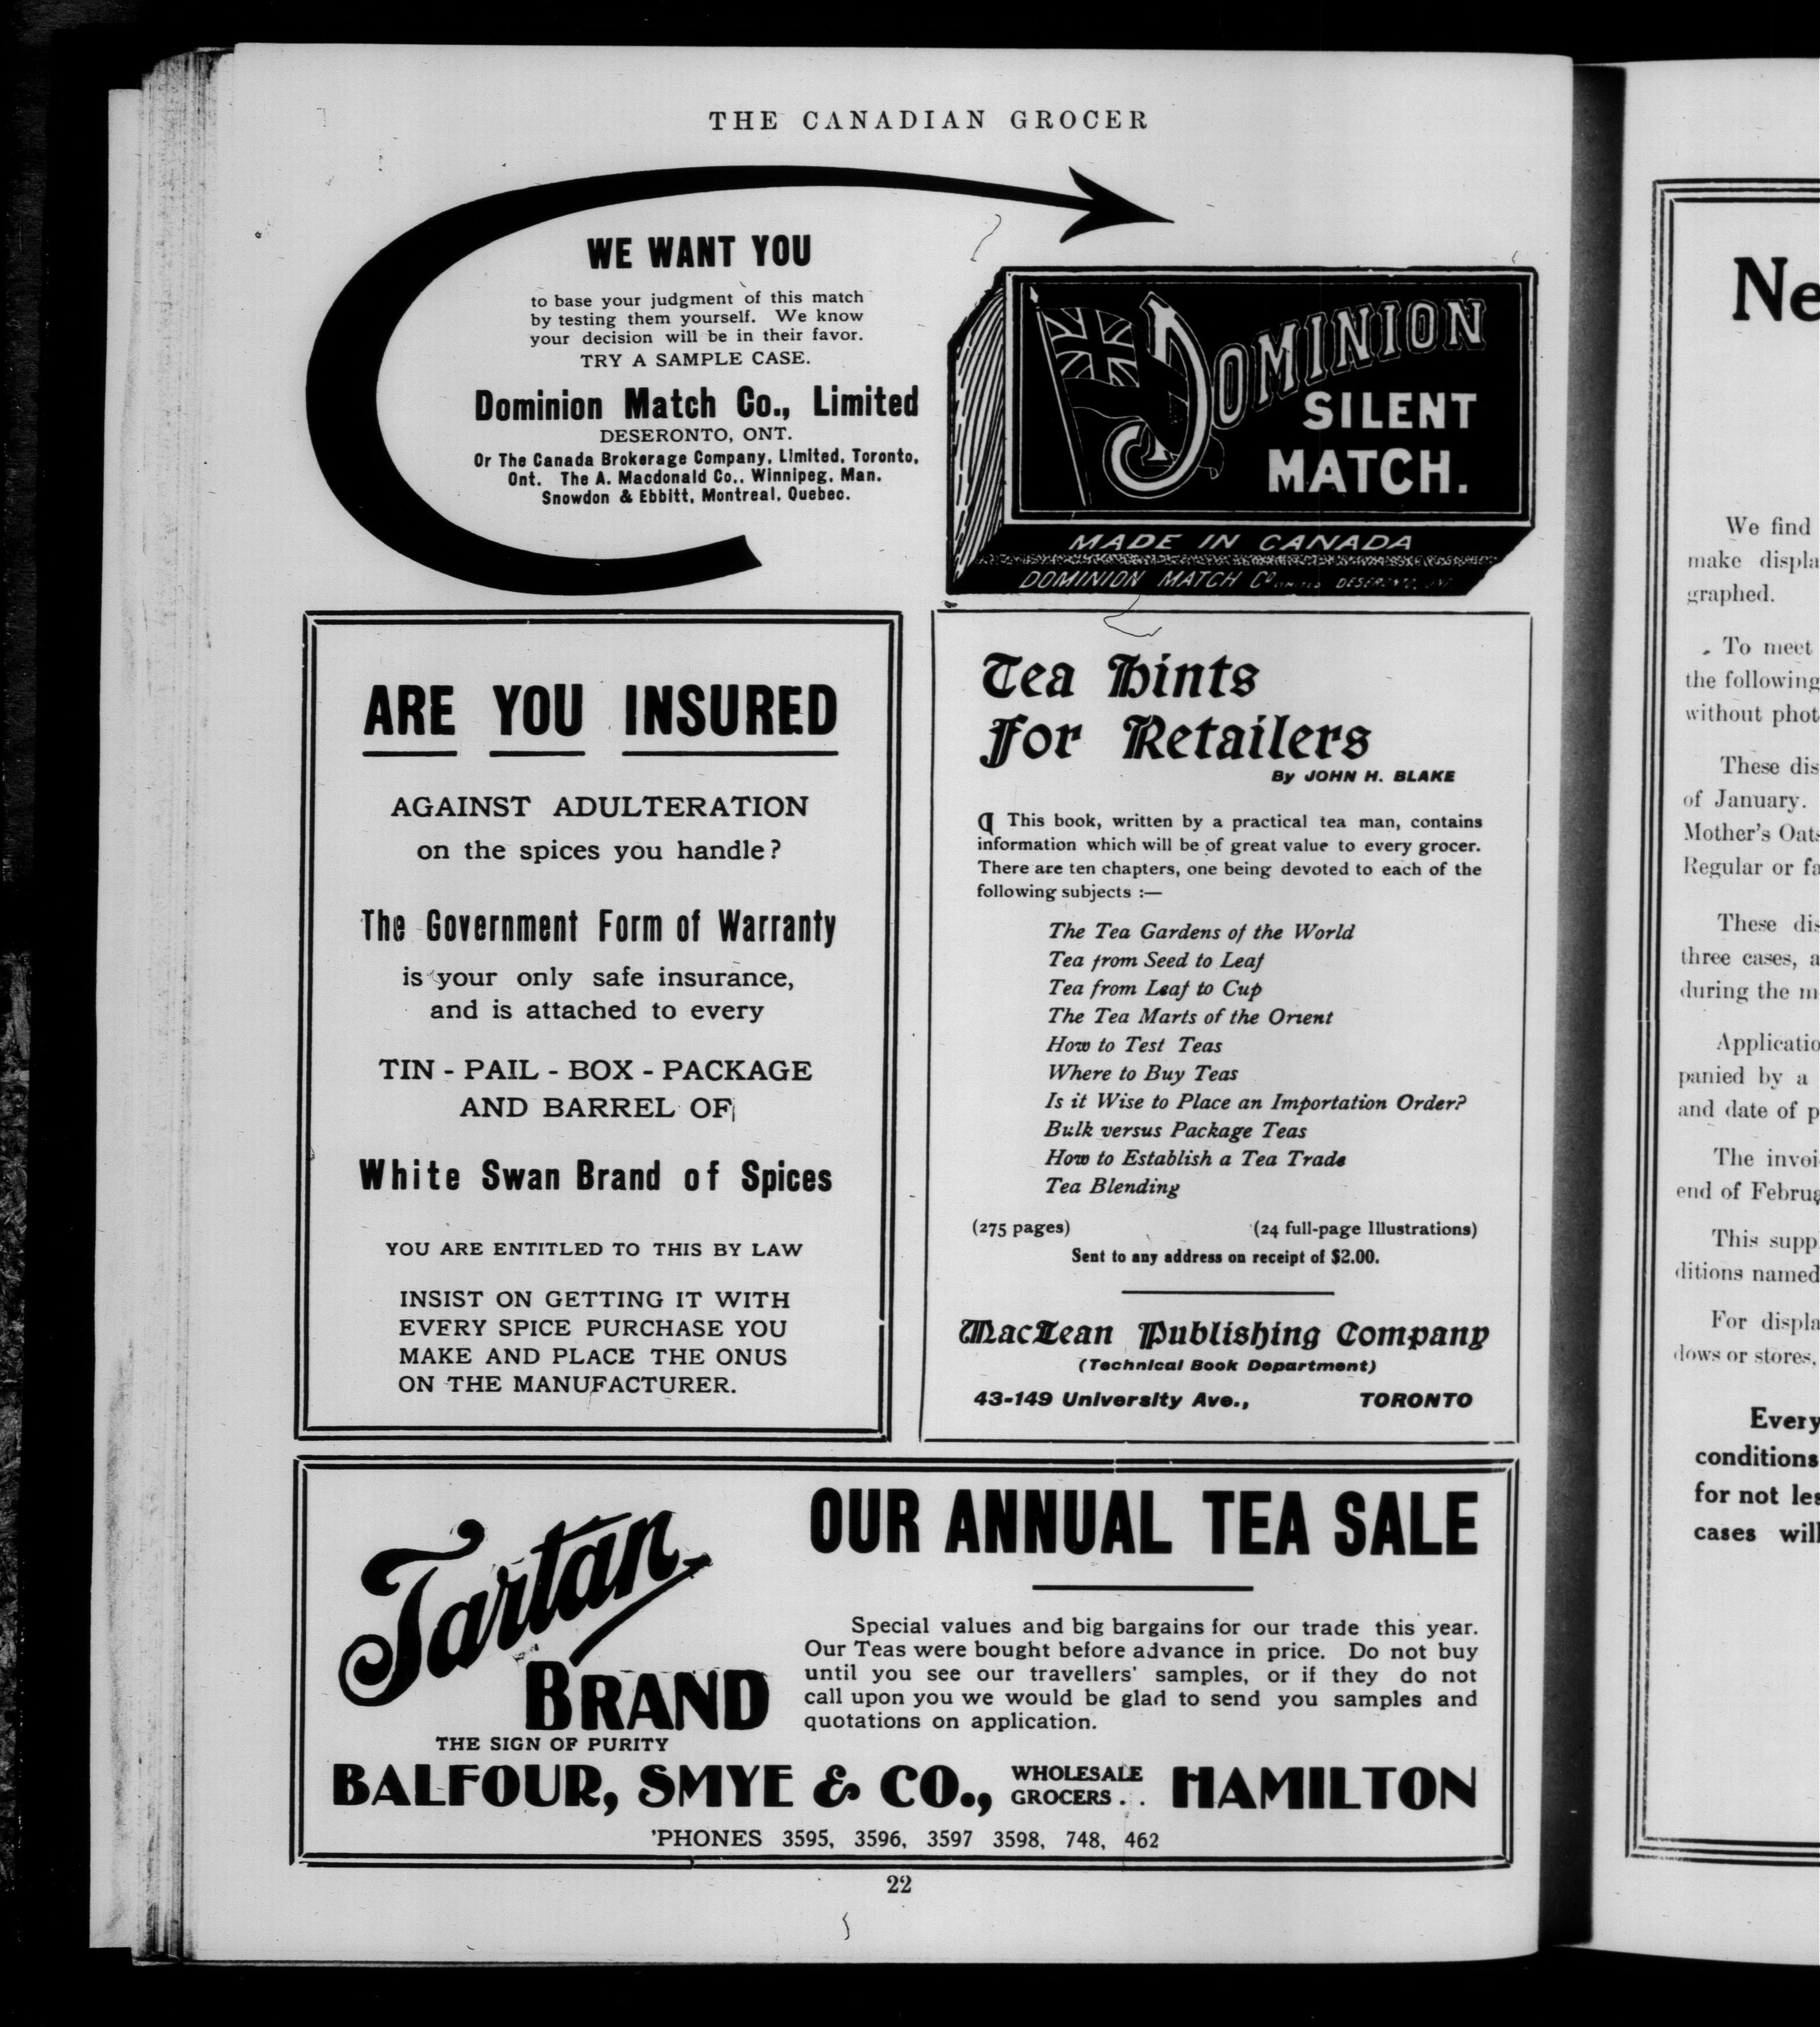 THE CANADIAN GROCER
WE WANT YOU
to base your judgment of this match
by testing them yourself. We know
your decision will be in their favor.
TRY A SAMPLE CASE.
Dominion Match Co., Limited
DESERONTO, ONT.
Or The Canada Brokerage Company, Limited, Toronto,
Ont. The A. Macdonald Co., Winnipeg, Man.
Snowdon & Ebbitt, Montreal, Quebec.
DOMINION
SILENT
MATCH.
MADE IN CANADA
DOMINION MATCH CO LIMITED DESERONTO, ONT
ARE YOU INSURED
AGAINST ADULTERATION
on the spices you handle?
The Government Form of Warranty
is your only safe insurance,
and is attached to every
TIN - PAIL - BOX - PACKAGE
AND BARREL OF
White Swan Brand of Spices
YOU ARE ENTITLED TO THIS BY LAW
INSIST ON GETTING IT WITH
EVERY SPICE PURCHASE YOU
MAKE AND PLACE THE ONUS
ON THE MANUFACTURER.
Tea Hints
for Retailers
By JOHN H. BLAKE
¶ This book, written by a practical tea man, contains
information which will be of great value to every grocer.
There are ten chapters, one being devoted to each of the
following subjects :—
The Tea Gardens of the World
Tea from Seed to Leaf
Tea from Leaf to Cup
The Tea Marts of the Orient
How to Test Teas
Where to Buy Teas
Is it Wise to Place an Importation Order?
Bulk versus Package Teas
How to Establish a Tea Trade
Tea Blending
(275 pages) (24 full-page Illustrations)
Sent to any address on receipt of $2.00.
MacLean Publishing Company
(Technical Book Department)
43-149 University Ave., TORONTO
Tartan
BRAND
THE SIGN OF PURITY
OUR ANNUAL TEA SALE
Special values and big bargains for our trade this year.
Our Teas were bought before advance in price. Do not buy
until you see our travellers' samples, or if they do not
call upon you we would be glad to send you samples and
quotations on application.
BALFOUR, SMYE & CO., WHOLESALE GROCERS . . HAMILTON
'PHONES 3595, 3596, 3597 3598, 748, 462
22
Ne
We find
make displa
graphed.
To meet
the following
without phot
These dis
of January.
Mother's Oats
Regular or fa
These dis
three cases, a
during the m
Applicatio
panied by a
and date of p
The invoi
end of Februa
This supp
ditions named
For displa
dows or stores,
Every
conditions
for not les
cases will